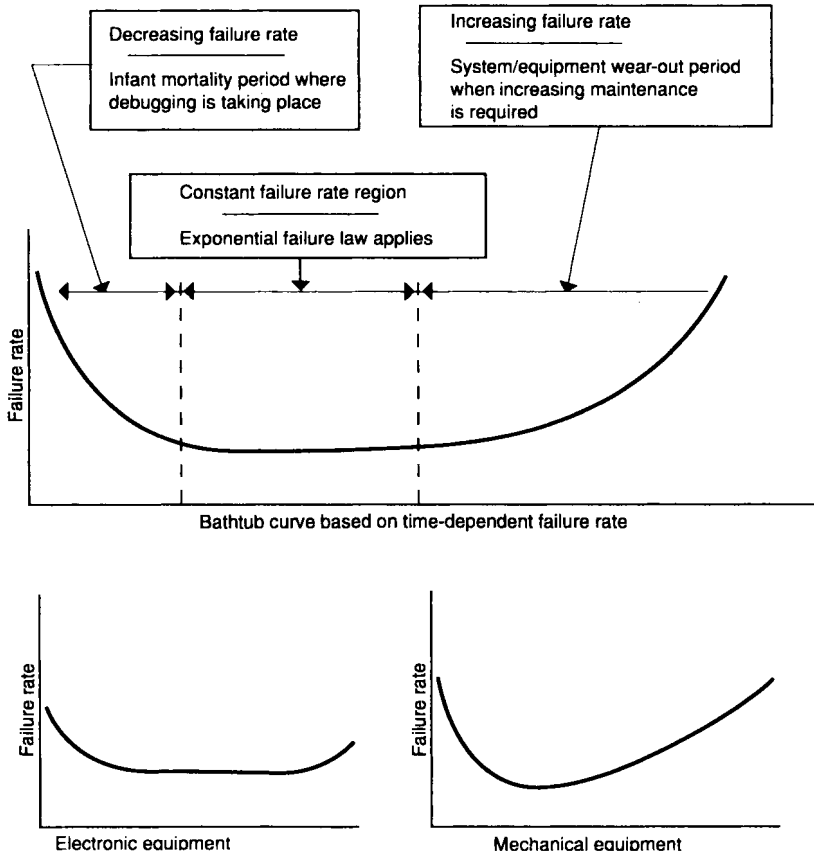 Decreasing failure rate
Infant mortality period where
debugging is taking place
Increasing failure rate
System/equipment wear-out period
when increasing maintenance
is required
Constant failure rate region
Exponential failure law applies
Failure rate
Bathtub curve based on time-dependent failure rate
Failure rate
Electronic equipment
Failure rate
Mechanical equipment